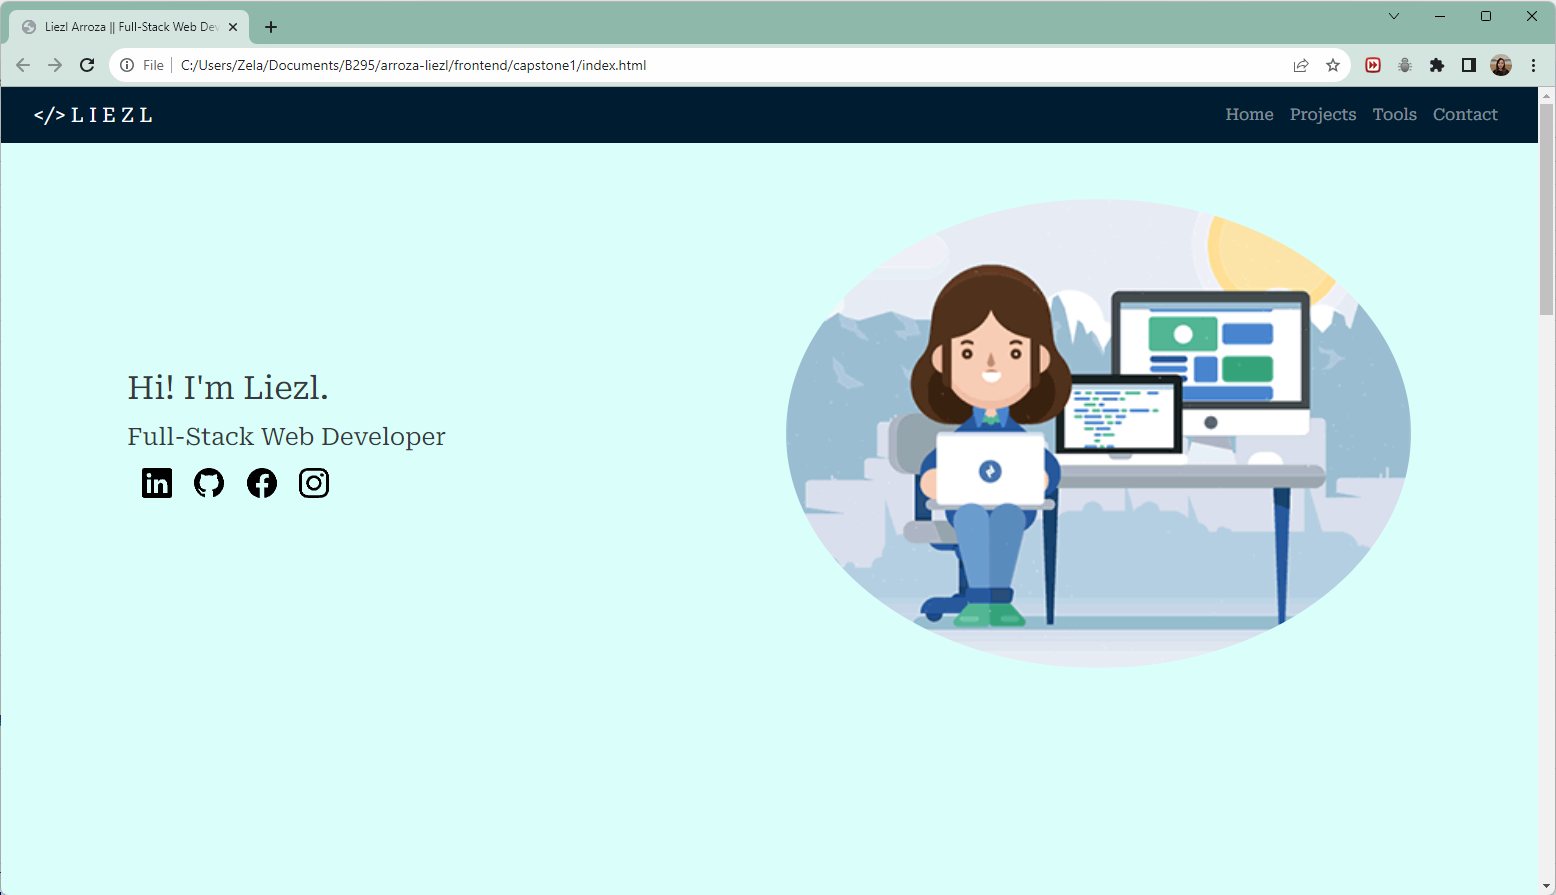 Liezl Arroza || Full-Stack Web Dev
File
C:/Users/Zela/Documents/B295/arroza-liezl/frontend/capstone1/index.html
</> L I E Z L
Home Projects Tools Contact
Hi! I'm Liezl.
Full-Stack Web Developer
in